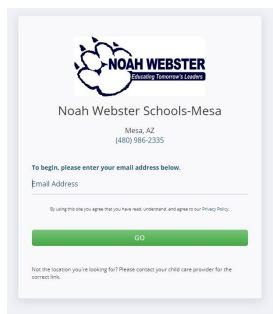 NOAH WEBSTER
Educating Tomorrow's Leaders
Noah Webster Schools-Mesa
Mesa, AZ
(480) 986-2335
To begin, please enter your email address below.
Email Address
By using this site you agree that you have read, understand, and agree to our Privacy Policy.
GO
Not the location you're looking for? Please contact your child care provider for the
correct link.